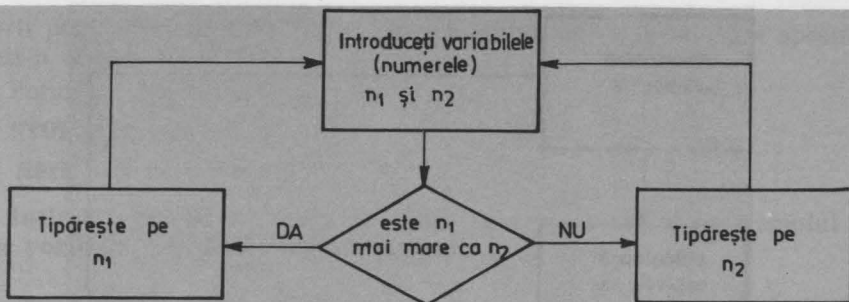 Introduceți variabilele
(numerele)
n₁ și n₂
Tipărește pe
n₁
DA
este n₁
mai mare ca n₂
NU
Tipărește pe
n₂